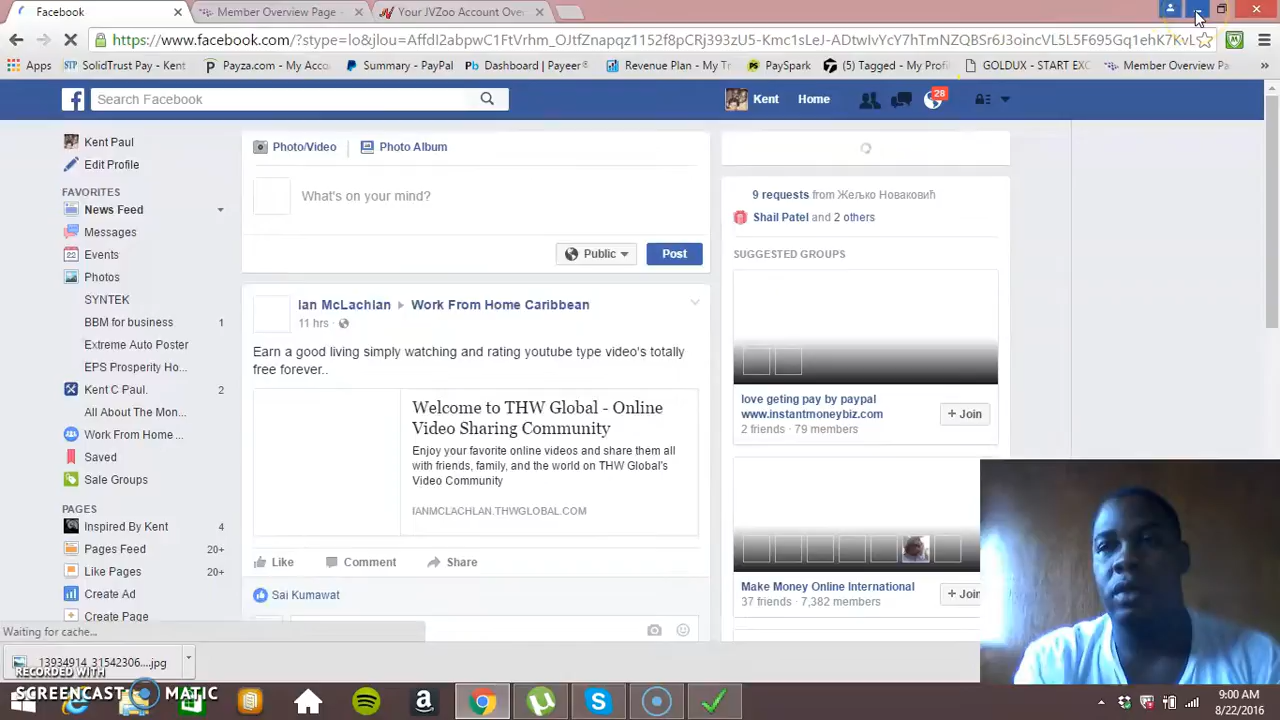 Facebook
Member Overview Page -
Your JVZoo Account Over
https://www.facebook.com/?stype=lo&jlou=AffdI2abpwC1FtVrhm_OJtfZnapqz1152f8pCRj393zU5-Kmc1sLeJ-ADtwIvYcY7hTmNZQBSr6J3oincVL5L5F695Gq1ehK7KvL
Apps
SolidTrust Pay - Kent
Payza.com - Payza Ac
Summary - PayPal
Dashboard | Payeer
Revenue Plan - My Tr
PaySpark
(5) Tagged - My Profi
GOLDUX - START EXC
Member Overview Pa
»
Search Facebook
Kent
Home
28
Kent Paul
Edit Profile
FAVORITES
News Feed
Messages
Events
Photos
SYNTEK
BBM for business 1
Extreme Auto Poster
EPS Prosperity Ho...
Kent C Paul. 2
All About The Mon...
Work From Home ...
Saved
Sale Groups
PAGES
Inspired By Kent 4
Pages Feed 20+
Like Pages 20+
Create Ad
Create Page
Photo/Video
Photo Album
What's on your mind?
Public
Post
Ian McLachlan
Work From Home Caribbean
11 hrs
Earn a good living simply watching and rating youtube type video's totally
free forever..
Welcome to THW Global - Online
Video Sharing Community
Enjoy your favorite online videos and share them all
with friends, family, and the world on THW Global's
Video Community
IANMCLACHLAN.THWGLOBAL.COM
Like
Comment
Share
Sai Kumawat
9 requests from Жељко Новаковић
Shail Patel and 2 others
SUGGESTED GROUPS
love geting pay by paypal
www.instantmoneybiz.com
2 friends · 79 members
+ Join
Make Money Online International
37 friends · 7,382 members
+ Join
Waiting for cache...
13934914_31542306....jpg
RECORDED WITH
SCREENCAST MATIC
9:00 AM
8/22/2016